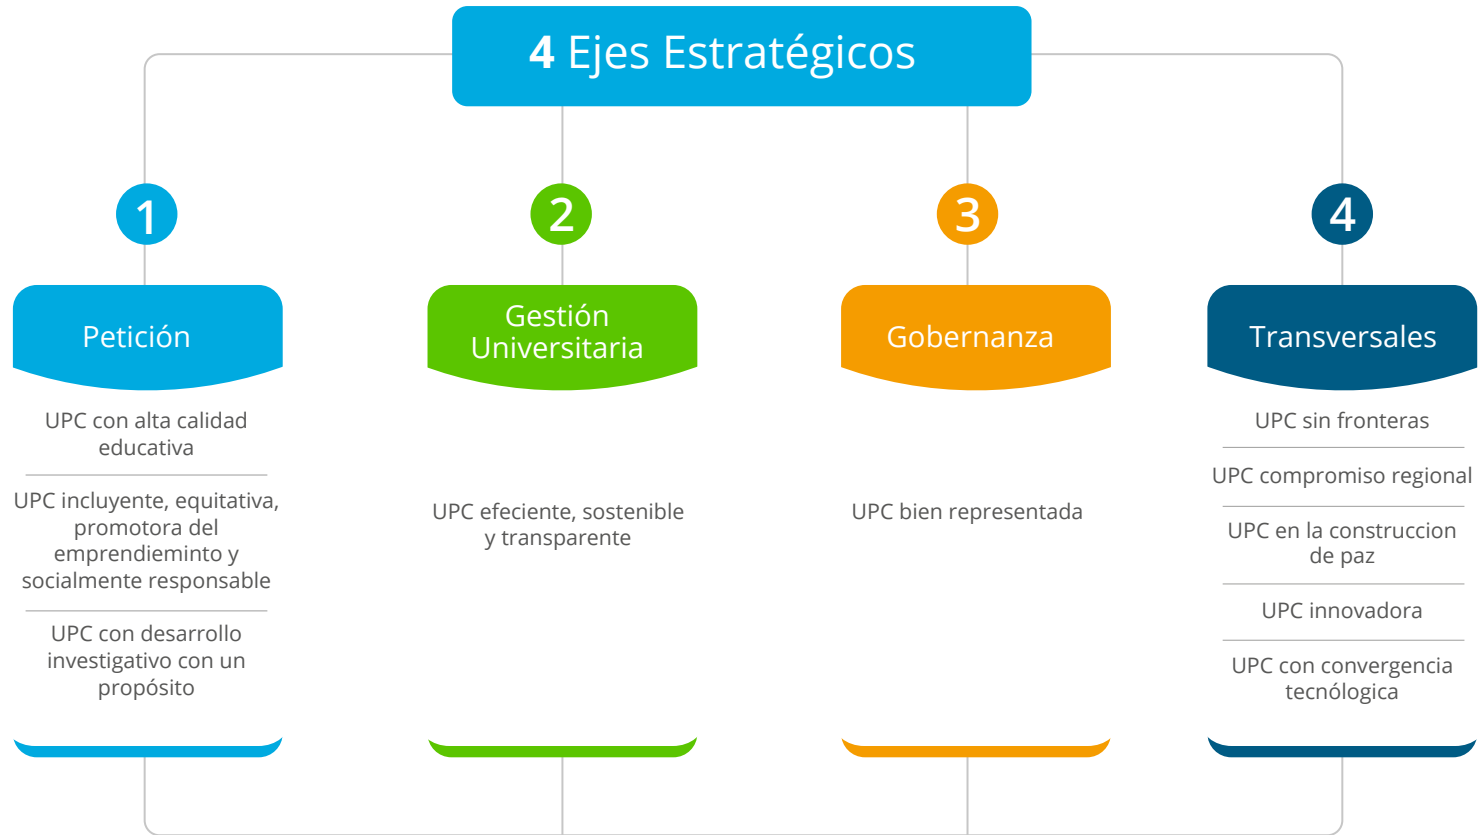 4 Ejes Estratégicos
1
Petición
UPC con alta calidad
educativa
UPC incluyente, equitativa,
promotora del
emprendieminto y
socialmente responsable
UPC con desarrollo
investigativo con un
propósito
2
Gestión
Universitaria
UPC efeciente, sostenible
y transparente
3
Gobernanza
UPC bien representada
4
Transversales
UPC sin fronteras
UPC compromiso regional
UPC en la construccion
de paz
UPC innovadora
UPC con convergencia
tecnólogica